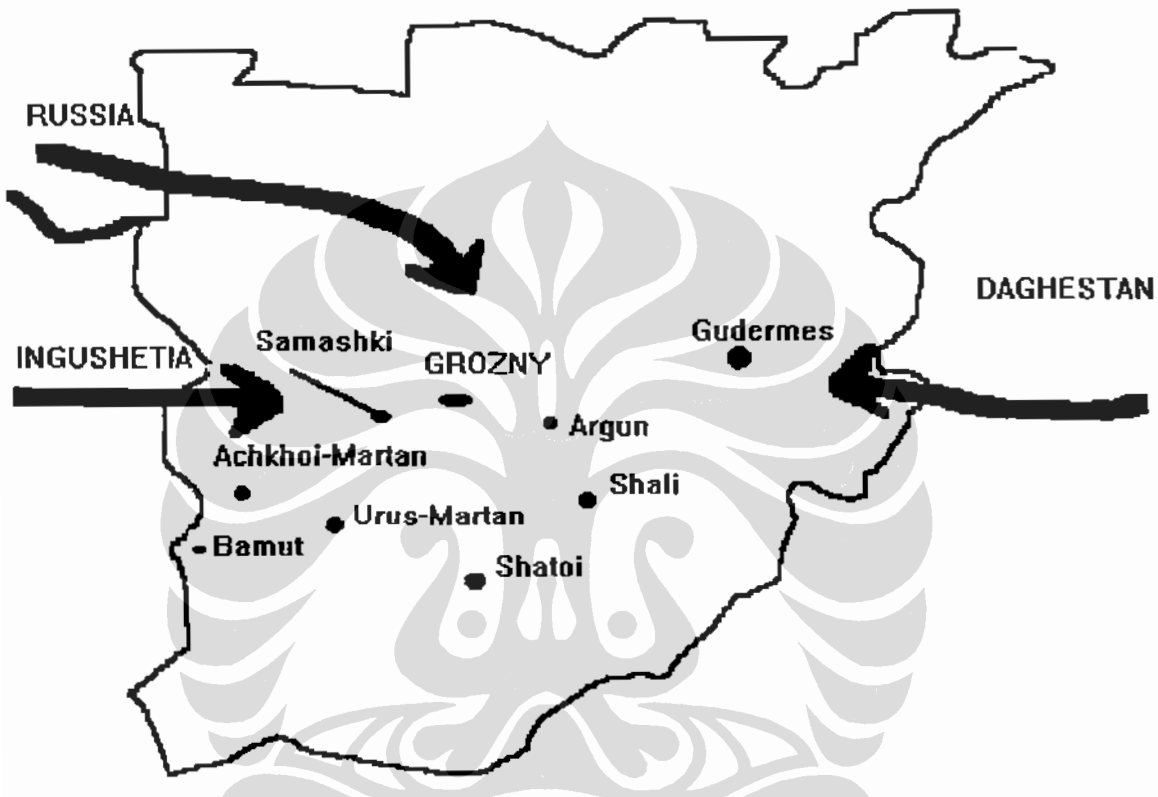 RUSSIA
DAGHESTAN
Gudermes
Samashki
INGUSHETIA
GROZNY
Argun
Achkhoi-Martan
Shali
Urus-Martan
Bamut
Shatoi